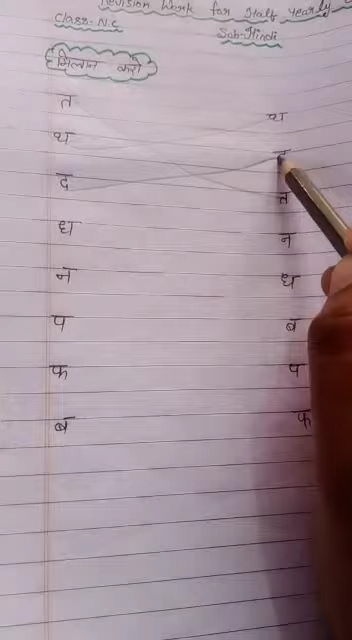 Revision Work for Half Yearly
Class-N.C
Sub-Hindi
मिलान करो
त थ
थ द
द त
ध न
न ध
प ब
फ प
ब फ